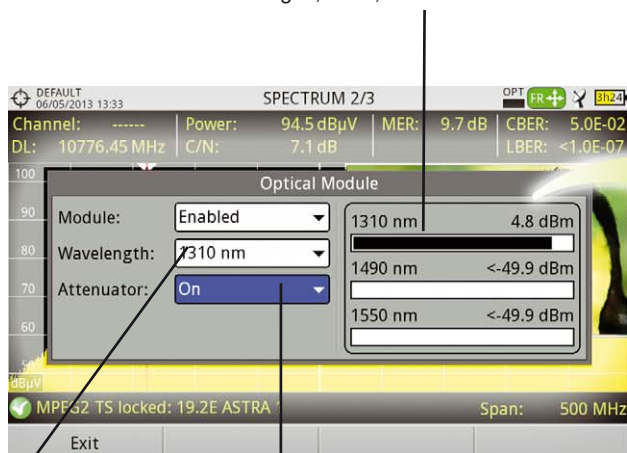 DEFAULT
06/05/2013 13:33
SPECTRUM 2/3
OPT
FR
3h24
Channel: ------ Power: 94.5 dBµV MER: 9.7 dB CBER: 5.0E-02
DL: 10776.45 MHz C/N: 7.1 dB LBER: <1.0E-07
100
Optical Module
90
Module: Enabled
1310 nm 4.8 dBm
80
Wavelength: 1310 nm
1490 nm <-49.9 dBm
70
Attenuator: On
1550 nm <-49.9 dBm
60
50
dBµV
MPEG2 TS locked: 19.2E ASTRA 1
Span: 500 MHz
Exit